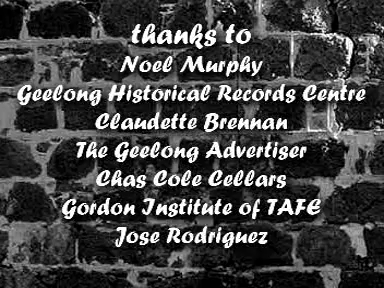 thanks to
Noel Murphy
Geelong Historical Records Centre
Claudette Brennan
The Geelong Advertiser
Chas Cole Cellars
Gordon Institute of TAFE
Jose Rodriguez